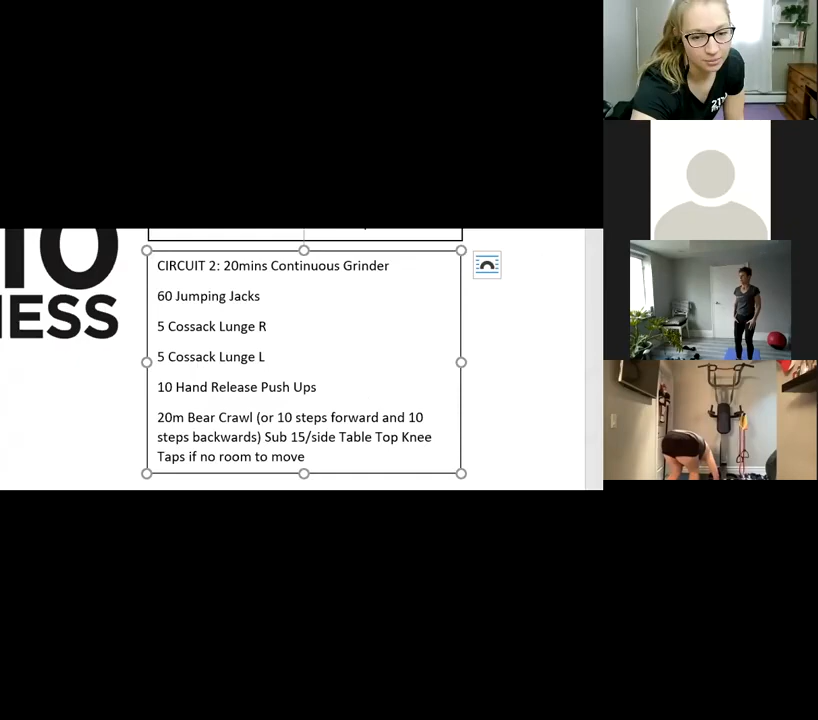 IO
NESS
CIRCUIT 2: 20mins Continuous Grinder
60 Jumping Jacks
5 Cossack Lunge R
5 Cossack Lunge L
10 Hand Release Push Ups
20m Bear Crawl (or 10 steps forward and 10
steps backwards) Sub 15/side Table Top Knee
Taps if no room to move